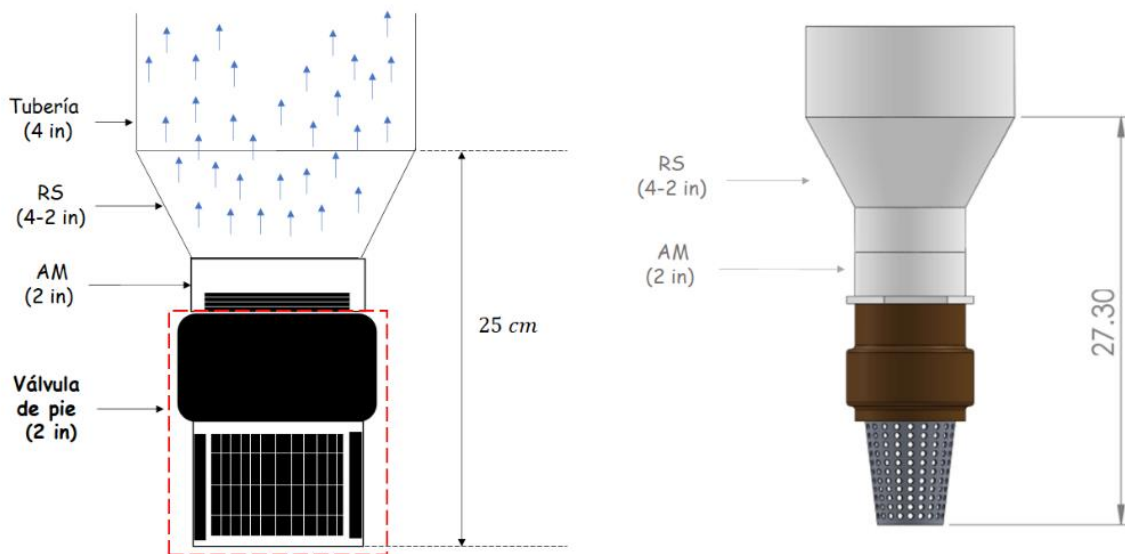 Tubería
(4 in)
RS
(4-2 in)
AM
(2 in)
Válvula
de pie
(2 in)
25 cm
RS
(4-2 in)
AM
(2 in)
27.30